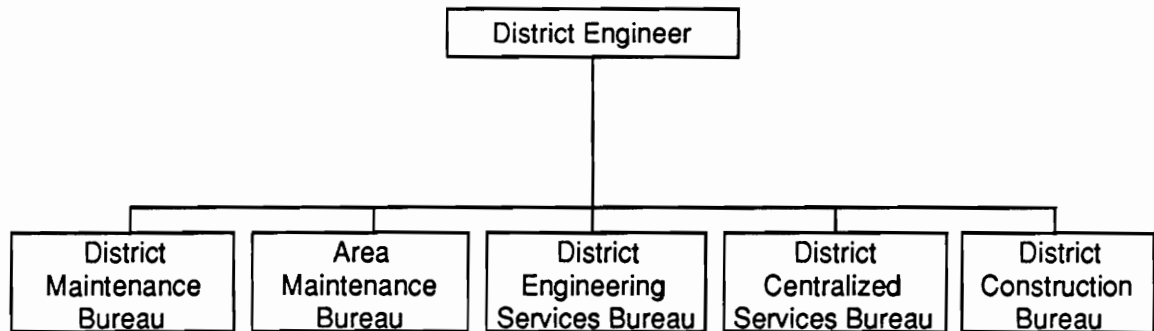 District Engineer
District
Maintenance
Bureau
Area
Maintenance
Bureau
District
Engineering
Services Bureau
District
Centralized
Services Bureau
District
Construction
Bureau